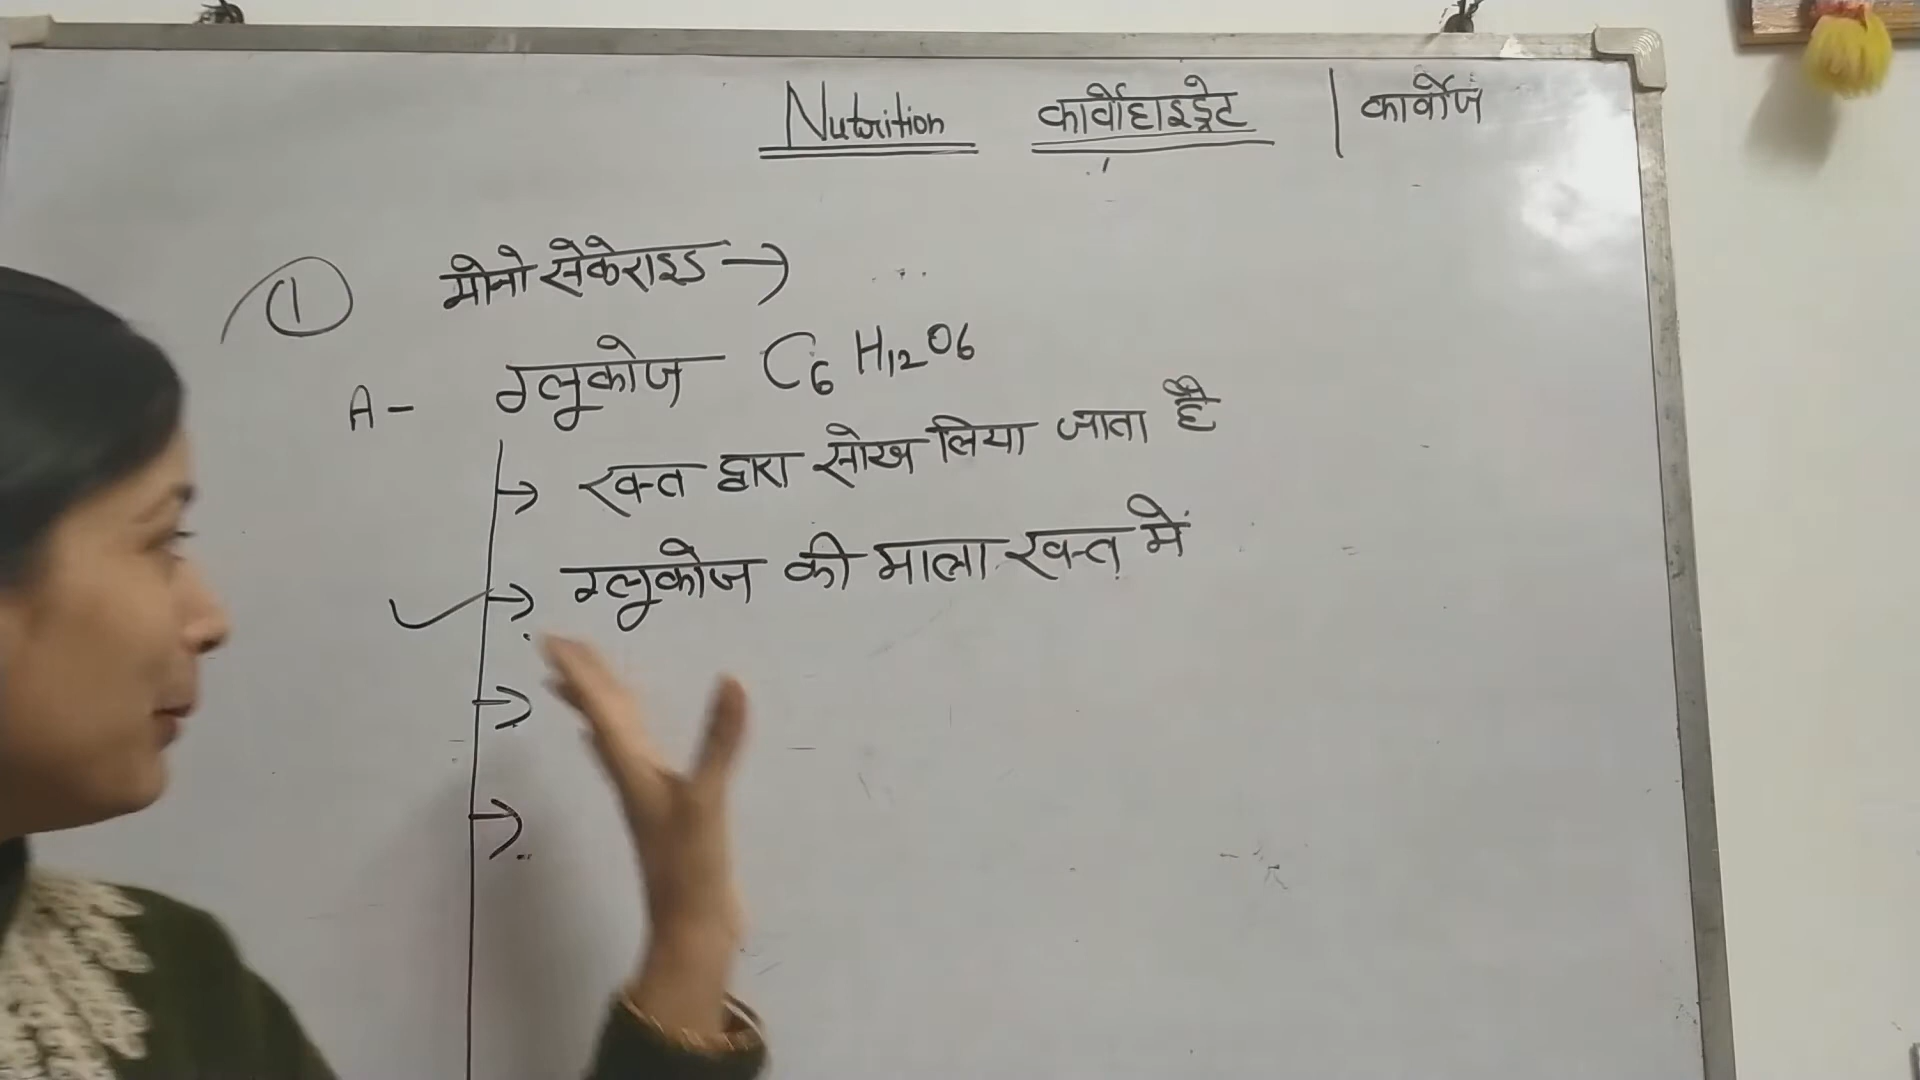 Nutrition कार्वोहाइड्रेट | कार्वोज
① मोनोसेकेराइड →
A- ग्लूकोज C6 H12 O6
→ रक्त द्वारा सोख लिया जाता है
→ ग्लूकोज की माला रक्त में
→
→